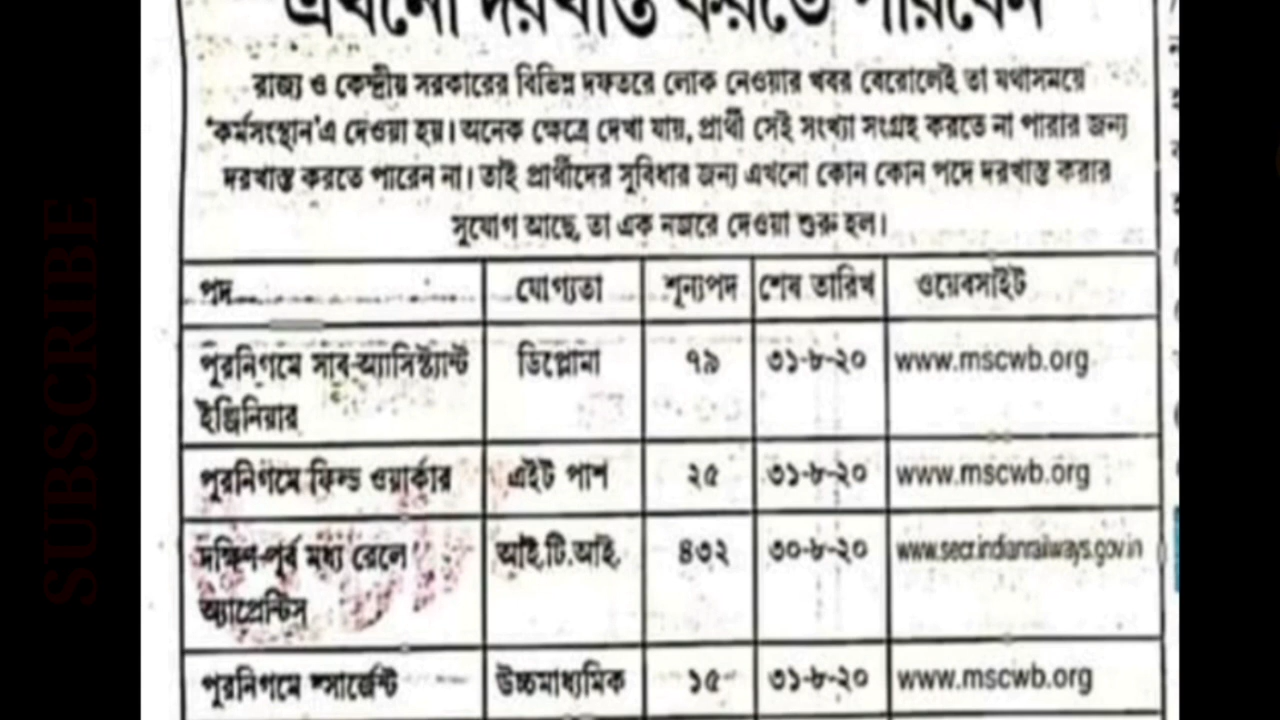 এখনো দরখাস্ত করতে পারবেন
রাজ্য ও কেন্দ্রীয় সরকারের বিভিন্ন দফতরে লোক নেওয়ার খবর বেরোলেই তা যথাসময়ে
'কর্মসংস্থান'এ দেওয়া হয়। অনেক ক্ষেত্রে দেখা যায়, প্রার্থী সেই সংখ্যা সংগ্রহ করতে না পারার জন্য
দরখাস্ত করতে পারেন না। তাই প্রার্থীদের সুবিধার জন্য এখনো কোন কোন পদে দরখাস্ত করার
সুযোগ আছে, তা এক নজরে দেওয়া শুরু হল।
পদ যোগ্যতা শূন্যপদ শেষ তারিখ ওয়েবসাইট
পুরনিগমে সাব-অ্যাসিস্ট্যান্ট ডিপ্লোমা ৭৯ ৩১-৮-২০ www.mscwb.org
ইঞ্জিনিয়ার
পুরনিগমে ফিল্ড ওয়ার্কার এইট পাশ ২৫ ৩১-৮-২০ www.mscwb.org
দক্ষিণ-পূর্ব মধ্য রেলে আই.টি.আই. ৪৩২ ৩০-৮-২০ www.secr.indianrailways.gov.in
অ্যাপ্রেন্টিস
পুরনিগমে সার্জেন্ট উচ্চমাধ্যমিক ১৫ ৩১-৮-২০ www.mscwb.org
SUBSCRIBE